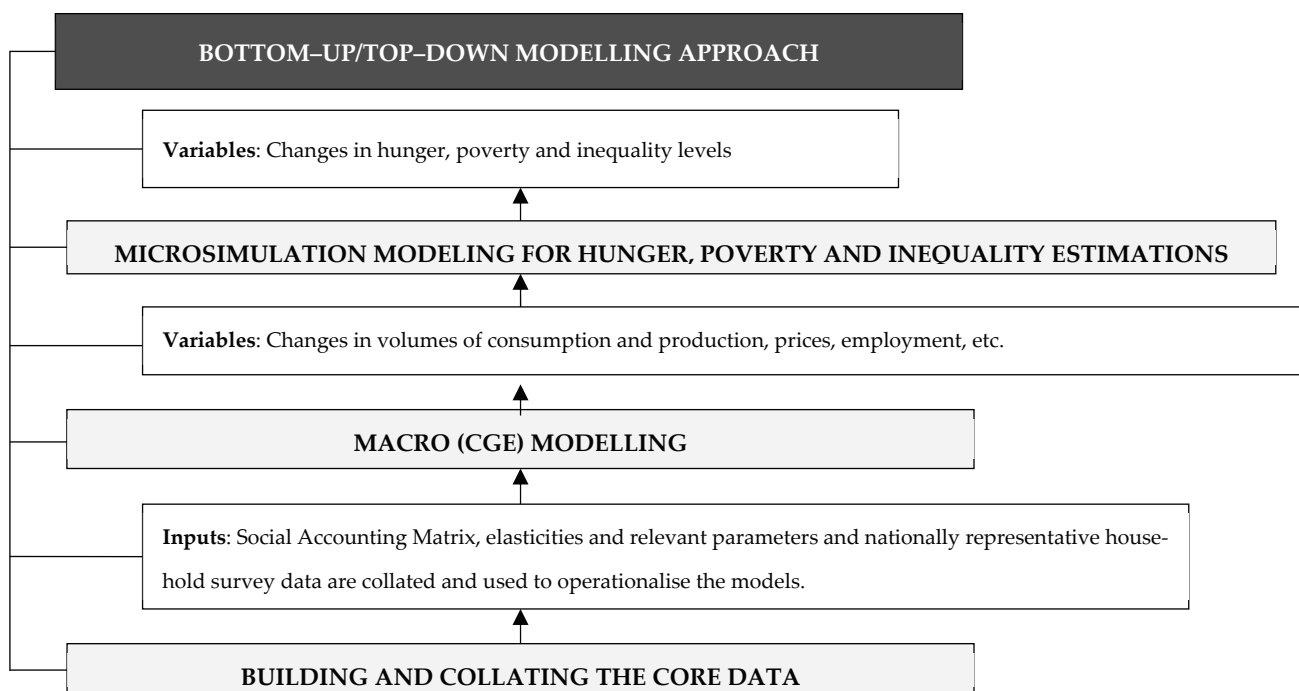 BOTTOM–UP/TOP–DOWN MODELLING APPROACH
Variables: Changes in hunger, poverty and inequality levels
MICROSIMULATION MODELING FOR HUNGER, POVERTY AND INEQUALITY ESTIMATIONS
Variables: Changes in volumes of consumption and production, prices, employment, etc.
MACRO (CGE) MODELLING
Inputs: Social Accounting Matrix, elasticities and relevant parameters and nationally representative house-
hold survey data are collated and used to operationalise the models.
BUILDING AND COLLATING THE CORE DATA